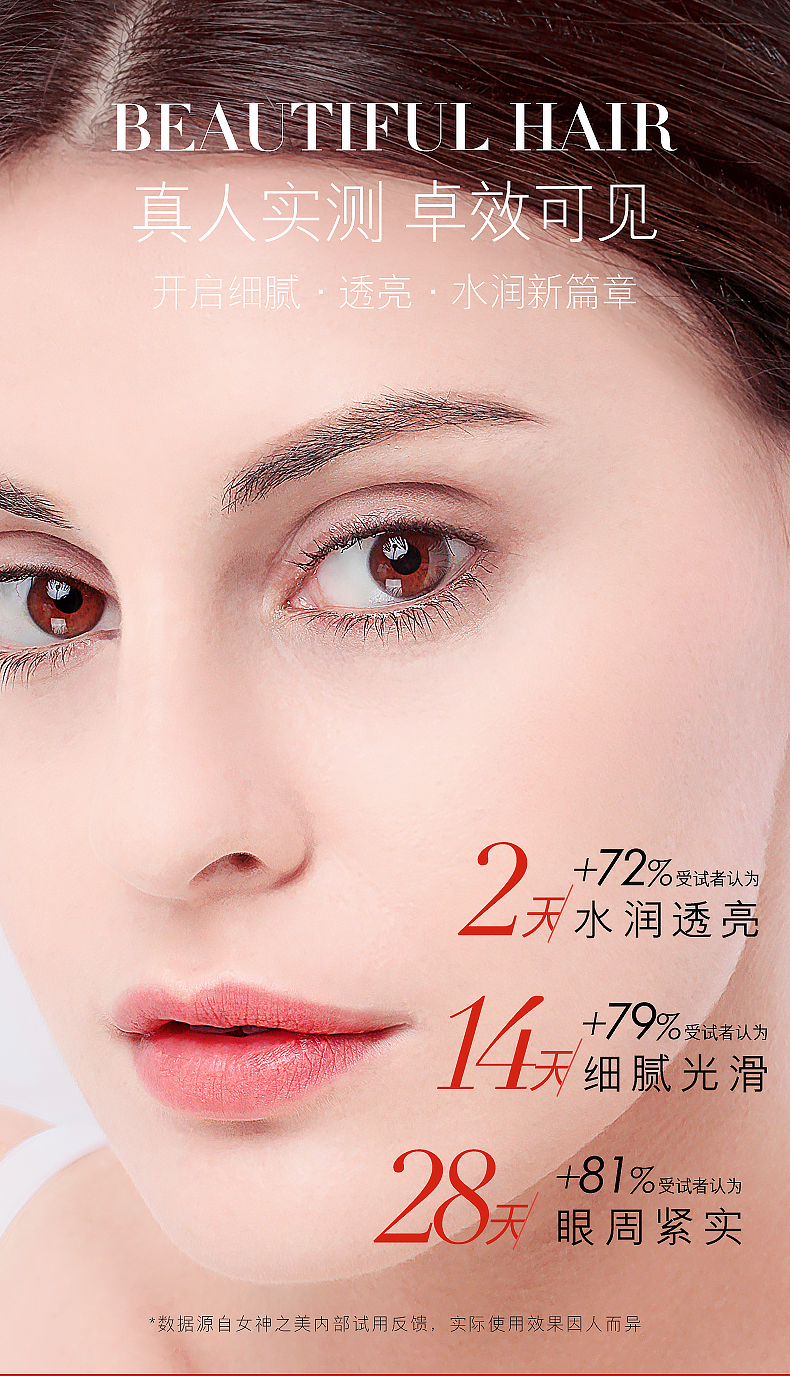 BEAUTIFUL HAIR
真人实测 卓效可见
开启细腻·透亮·水润新篇章
2天/+72%受试者认为
水润透亮
14天/+79%受试者认为
细腻光滑
28天/+81%受试者认为
眼周紧实
*数据源自女神之美内部试用反馈，实际使用效果因人而异